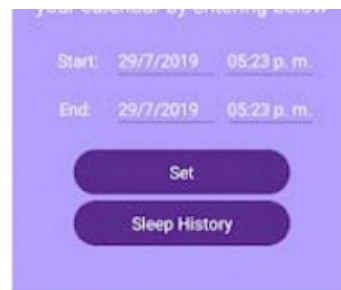 your calendar by entering below
Start: 29/7/2019 05:23 p. m.
End: 29/7/2019 05:23 p. m.
Set
Sleep History